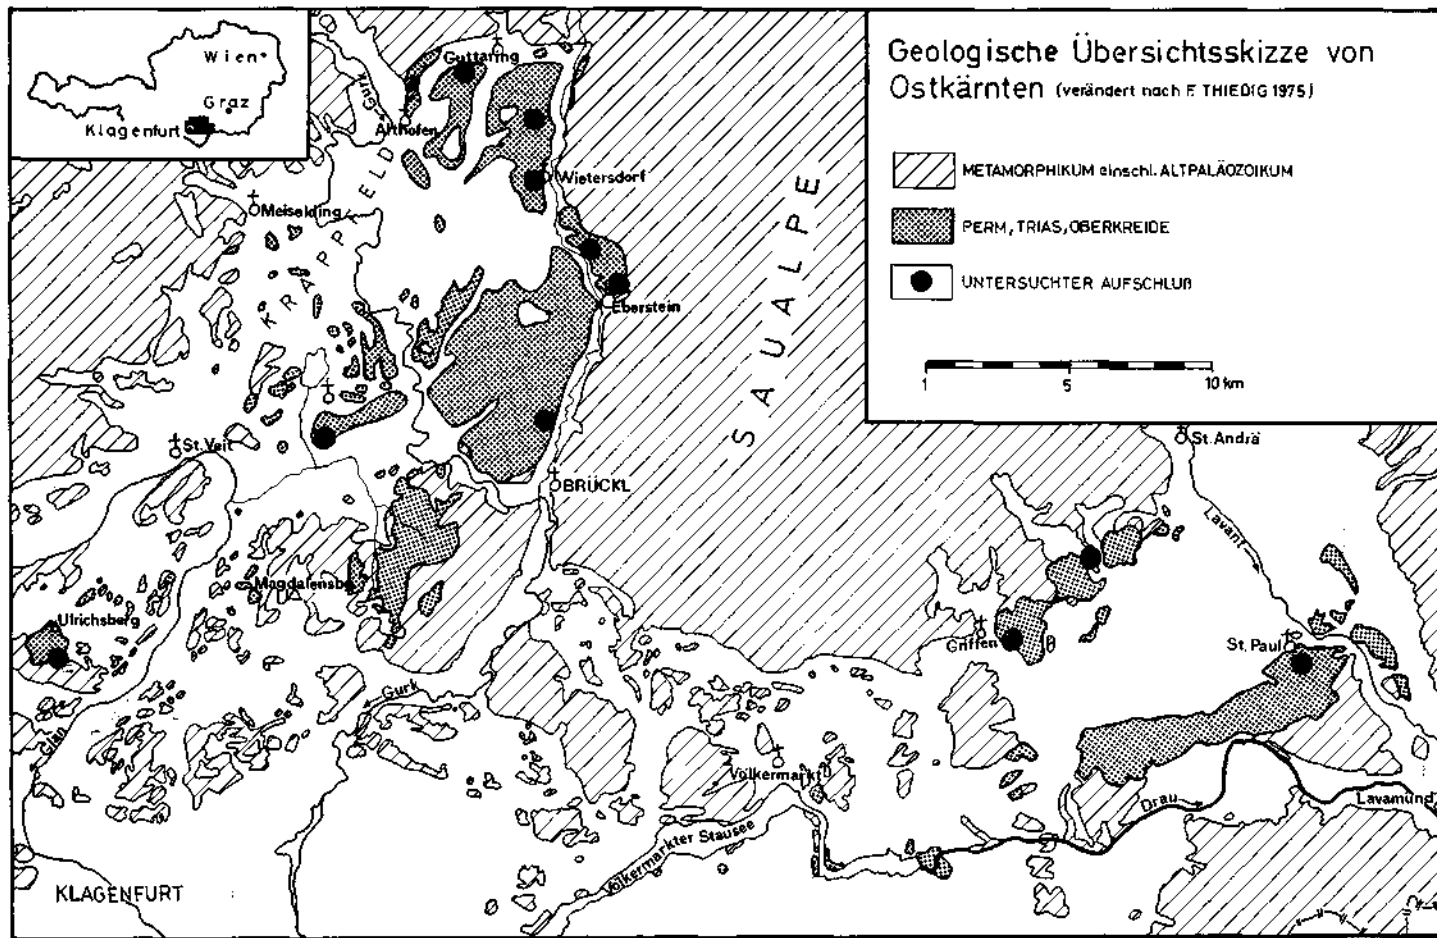 Wien
Graz
Klagenfurt
Geologische Übersichtsskizze von
Ostkärnten (verändert nach F. THIEDIG 1975)
METAMORPHIKUM einschl. ALTPALÄOZOIKUM
PERM, TRIAS, OBERKREIDE
UNTERSUCHTER AUFSCHLUß
1 5 10 km
Guttaring
Gurk
Althofen
Wietersdorf
Meiselding
KRAPPFELD
SAUALPE
Eberstein
St. Veit
BRÜCKL
St. Andrä
Lavant
Magdalensbg.
Ulrichsberg
Griffen
St. Paul
Gurk
Glan
Völkermarkt
Drau
Lavamünd
Völkermarkter Stausee
KLAGENFURT